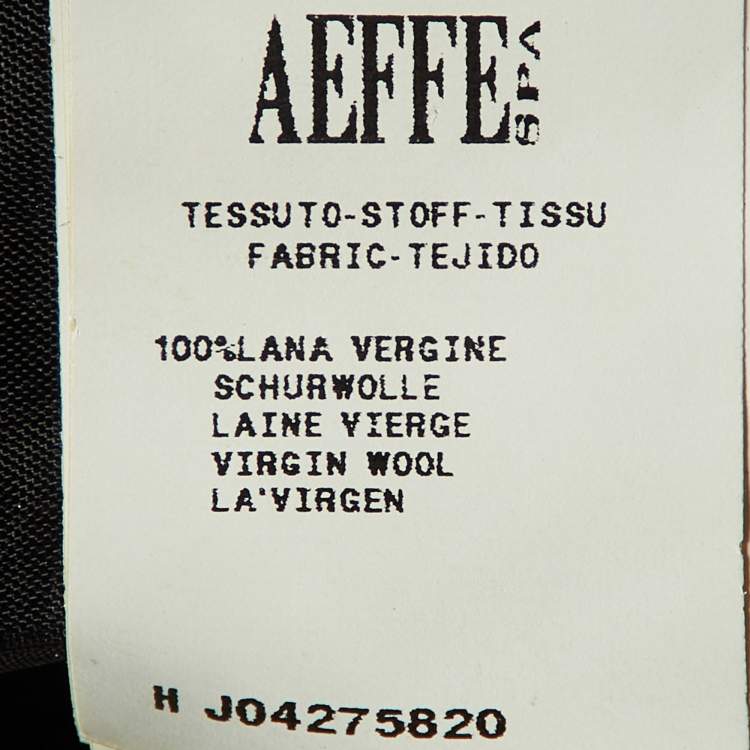 AEFFE SPA
TESSUTO-STOFF-TISSU
FABRIC-TEJIDO
100%LANA VERGINE
SCHURWOLLE
LAINE VIERGE
VIRGIN WOOL
LA'VIRGEN
H J04275820